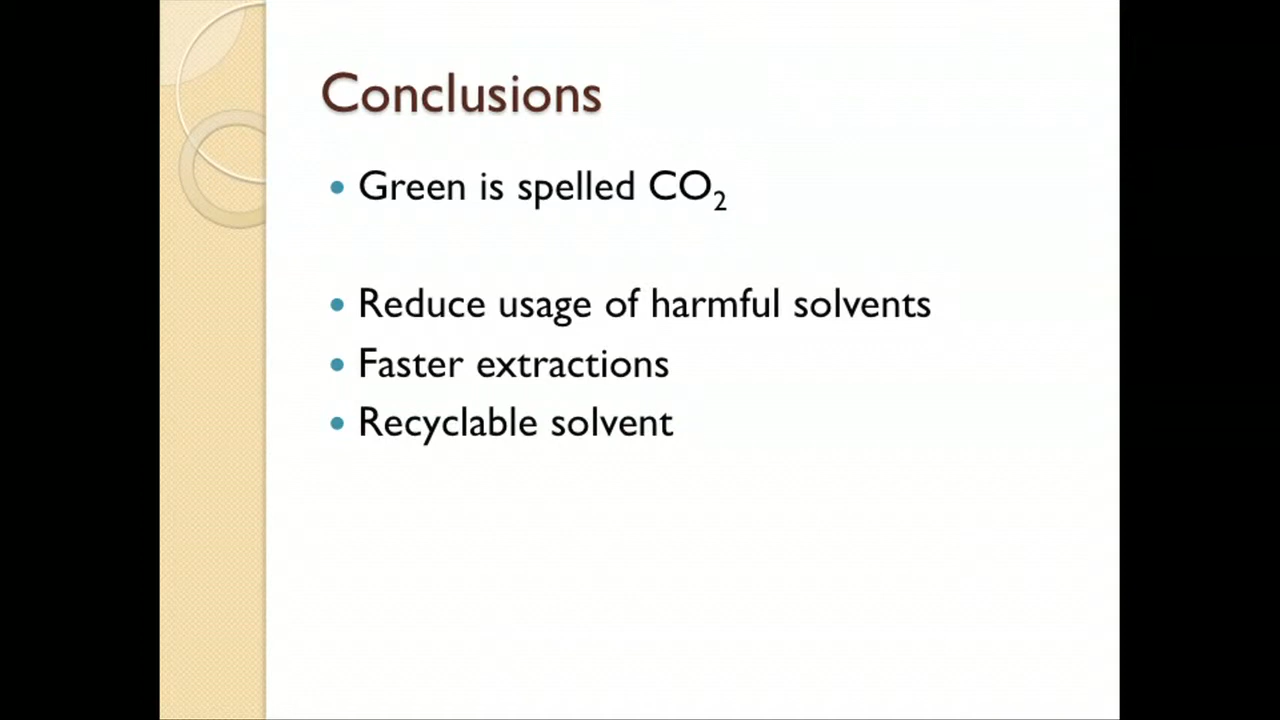 Conclusions
• Green is spelled CO₂
• Reduce usage of harmful solvents
• Faster extractions
• Recyclable solvent